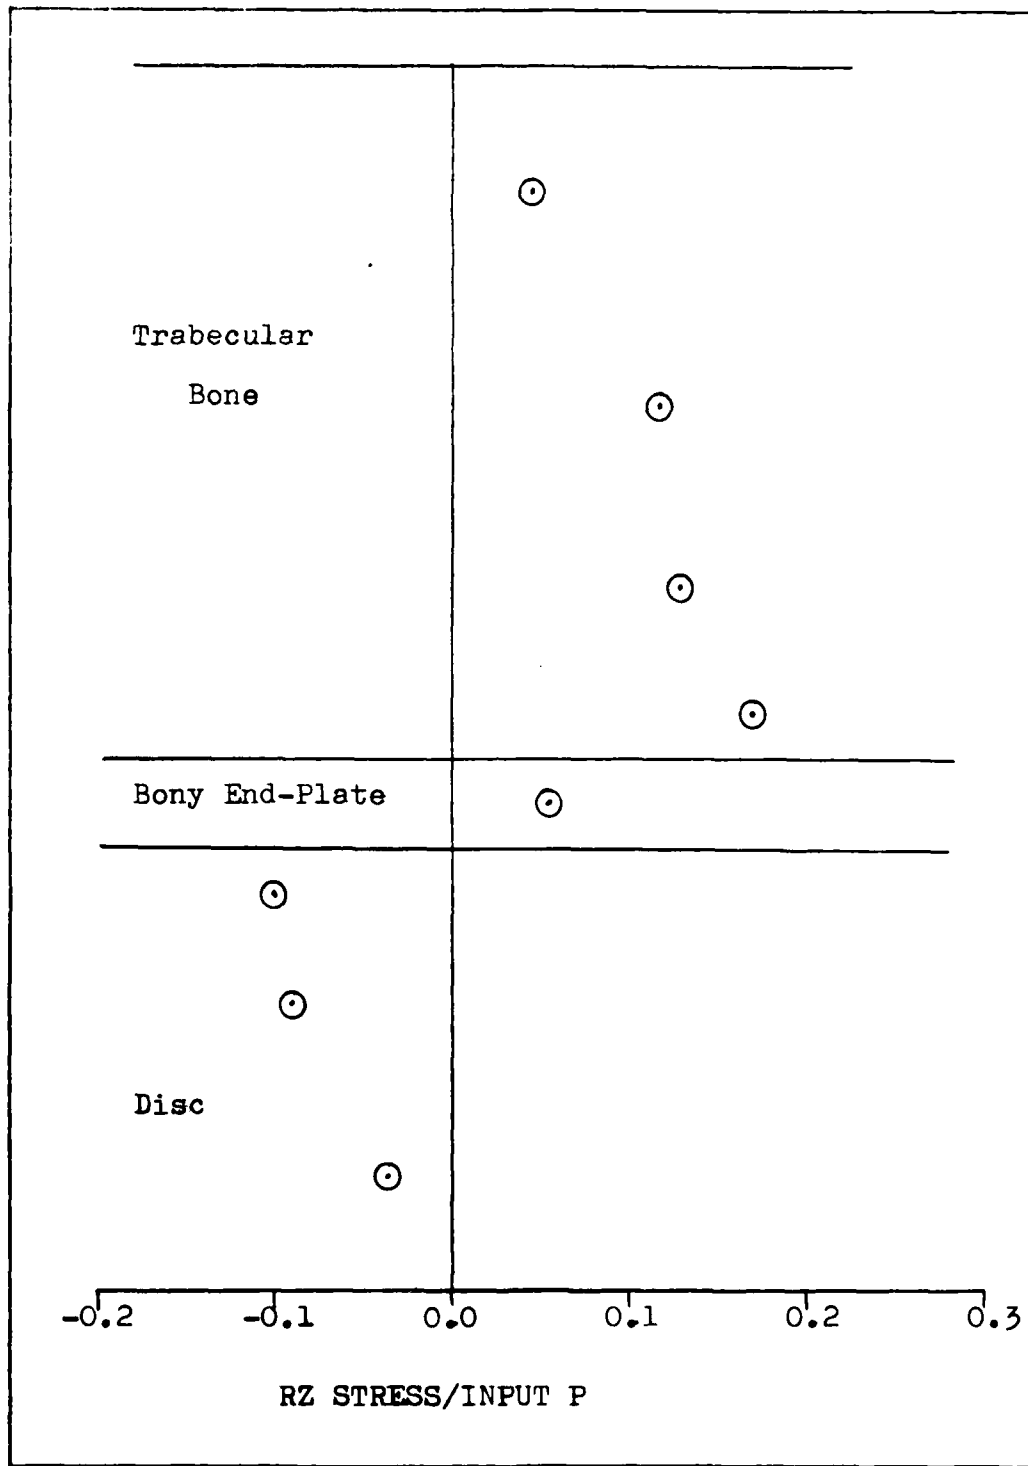 Trabecular
Bone
Bony End-Plate
Disc
-0.2 -0.1 0.0 0.1 0.2 0.3
RZ STRESS/INPUT P